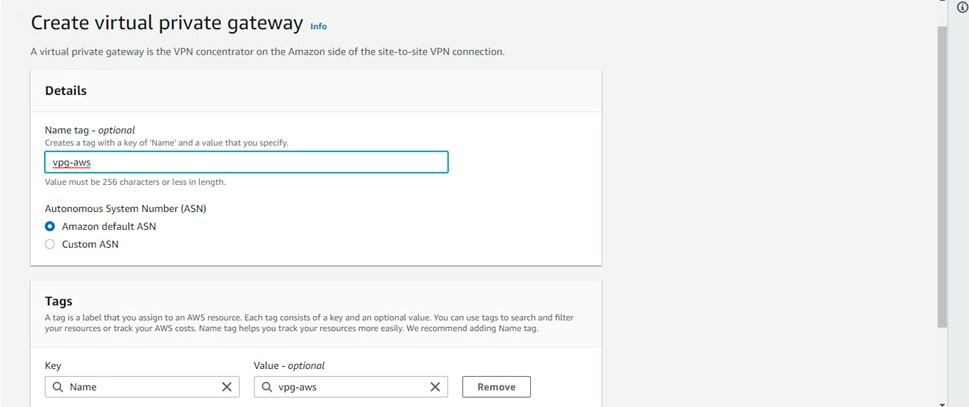 Create virtual private gateway Info
A virtual private gateway is the VPN concentrator on the Amazon side of the site-to-site VPN connection.
Details
Name tag - optional
Creates a tag with a key of 'Name' and a value that you specify.
vpg-aws
Value must be 256 characters or less in length.
Autonomous System Number (ASN)
Amazon default ASN
Custom ASN
Tags
A tag is a label that you assign to an AWS resource. Each tag consists of a key and an optional value. You can use tags to search and filter
your resources or track your AWS costs. Name tag helps you track your resources more easily. We recommend adding Name tag.
Key Value - optional
Name vpg-aws Remove